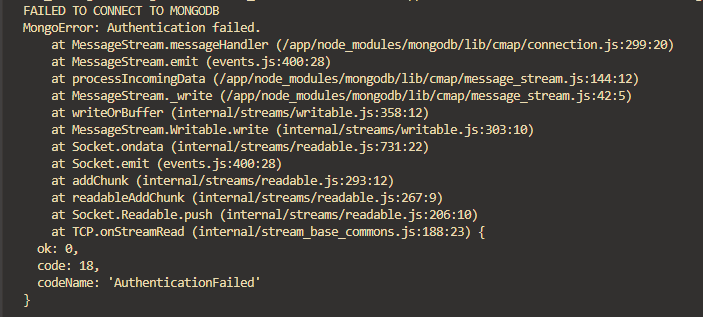 FAILED TO CONNECT TO MONGODB
MongoError: Authentication failed.
    at MessageStream.messageHandler (/app/node_modules/mongodb/lib/cmap/connection.js:299:20)
    at MessageStream.emit (events.js:400:28)
    at processIncomingData (/app/node_modules/mongodb/lib/cmap/message_stream.js:144:12)
    at MessageStream._write (/app/node_modules/mongodb/lib/cmap/message_stream.js:42:5)
    at writeOrBuffer (internal/streams/writable.js:358:12)
    at MessageStream.Writable.write (internal/streams/writable.js:303:10)
    at Socket.ondata (internal/streams/readable.js:731:22)
    at Socket.emit (events.js:400:28)
    at addChunk (internal/streams/readable.js:293:12)
    at readableAddChunk (internal/streams/readable.js:267:9)
    at Socket.Readable.push (internal/streams/readable.js:206:10)
    at TCP.onStreamRead (internal/stream_base_commons.js:188:23) {
  ok: 0,
  code: 18,
  codeName: 'AuthenticationFailed'
}